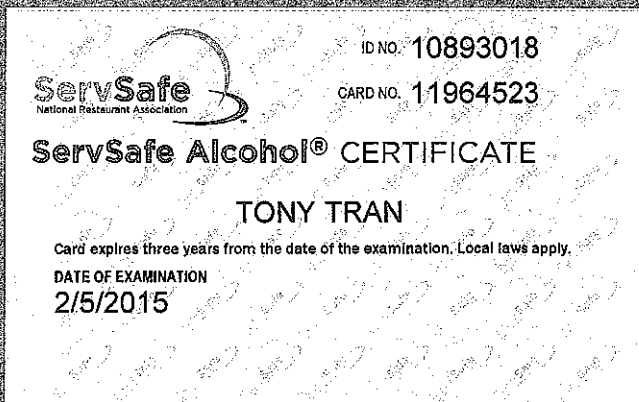 ID NO. 10893018
CARD NO. 11964523
ServSafe
National Restaurant Association
ServSafe Alcohol® CERTIFICATE
TONY TRAN
Card expires three years from the date of the examination. Local laws apply.
DATE OF EXAMINATION
2/5/2015